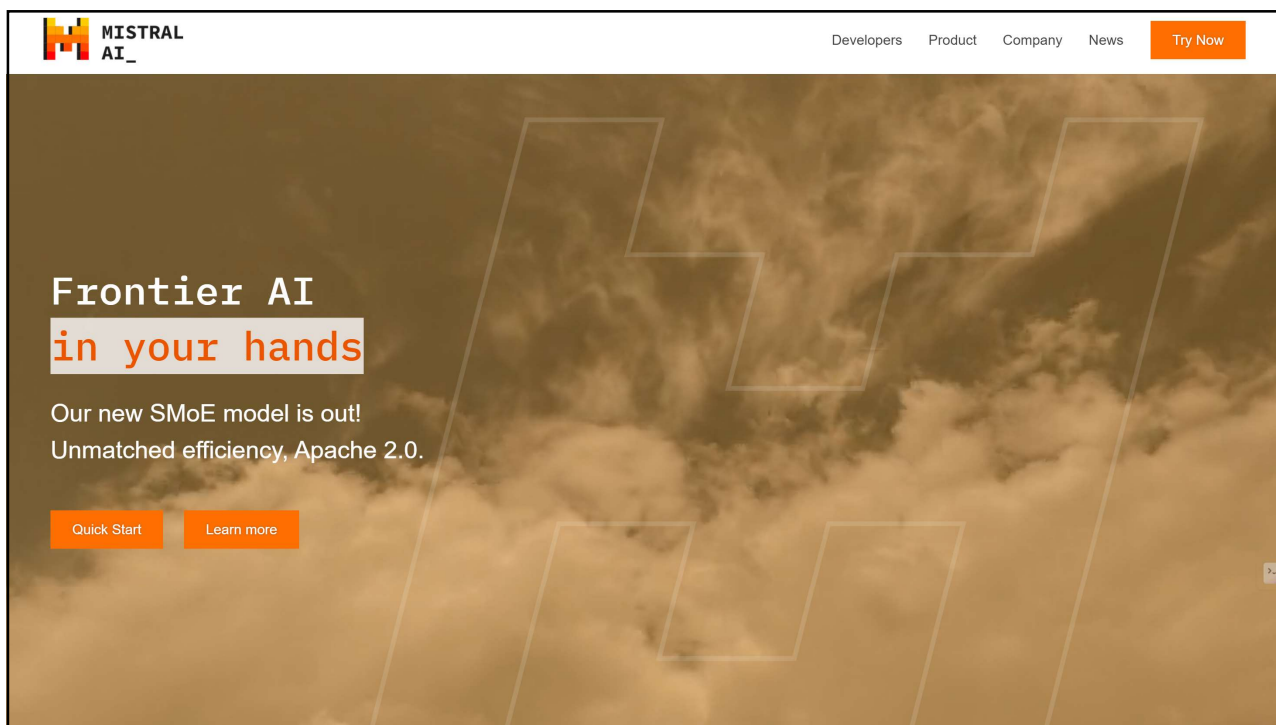 MISTRAL
AI_
Developers Product Company News Try Now
Frontier AI
in your hands
Our new SMoE model is out!
Unmatched efficiency, Apache 2.0.
Quick Start Learn more